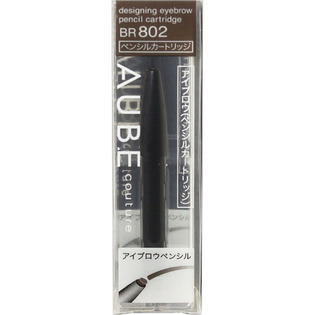 designing eyebrow
pencil cartridge
BR 802
ペンシルカートリッジ
AUBE
couture
アイブロウペンシルカートリッジ
アイブロウペンシル